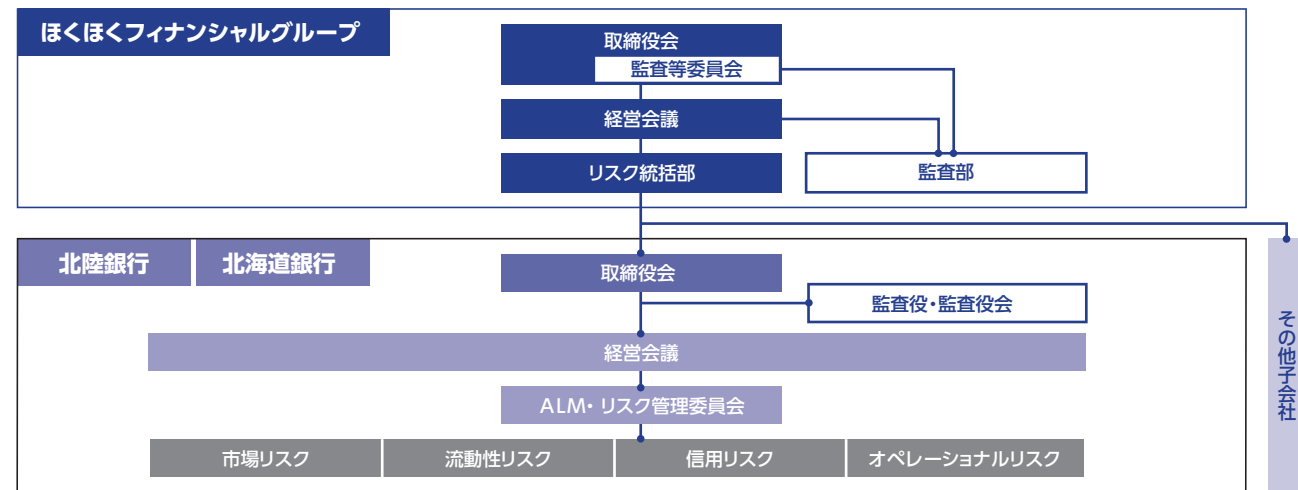 ほくほくフィナンシャルグループ
取締役会
監査等委員会
経営会議
リスク統括部
監査部
北陸銀行
北海道銀行
取締役会
監査役・監査役会
経営会議
ALM・リスク管理委員会
市場リスク
流動性リスク
信用リスク
オペレーショナルリスク
その他子会社